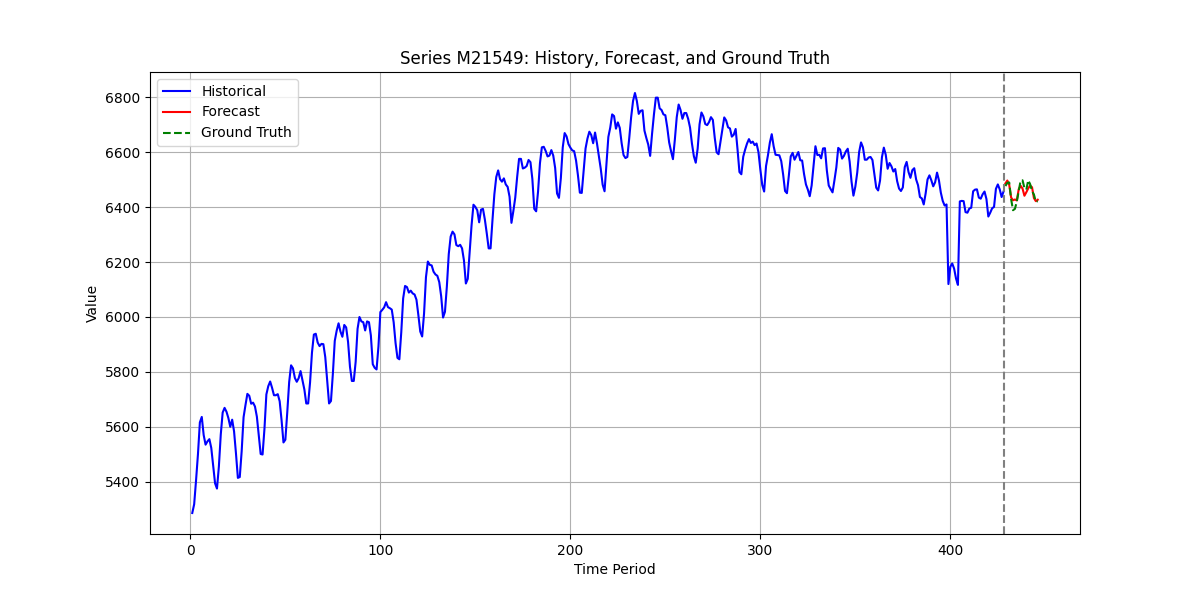 Series M21549: History, Forecast, and Ground Truth
Historical
Forecast
Ground Truth
Value
6800
6600
6400
6200
6000
5800
5600
5400
0 100 200 300 400
Time Period